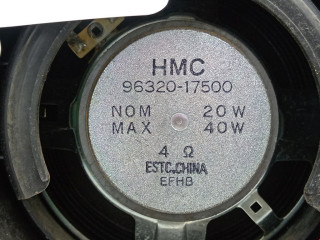 HMC
96320-17500
NOM 20W
MAX 40W
4 Ω
ESTC,CHINA
EFHB